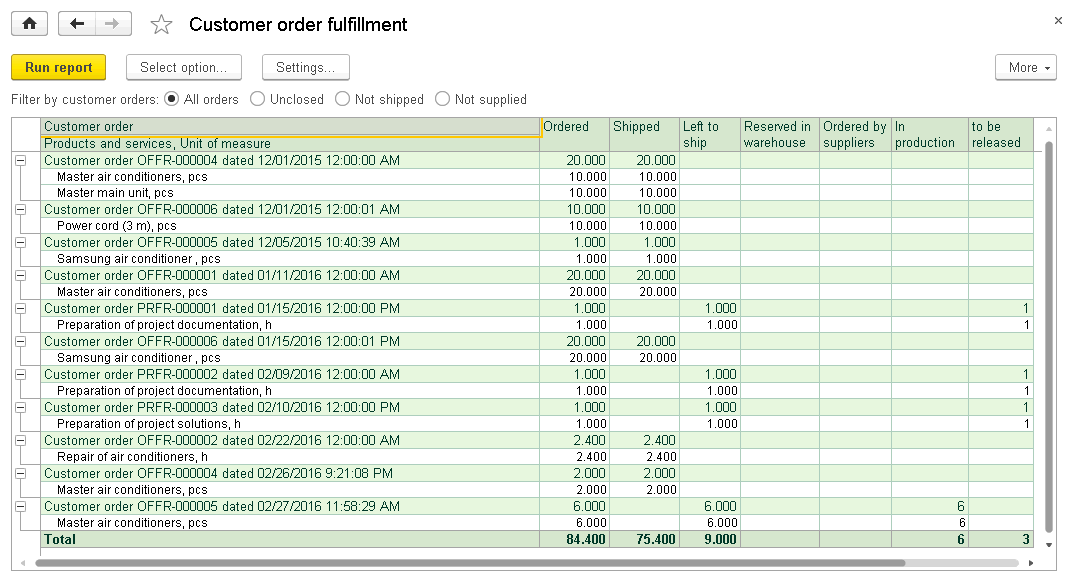 Customer order fulfillment
Run report Select option... Settings... More
Filter by customer orders: All orders Unclosed Not shipped Not supplied
Customer order Ordered Shipped Left to ship Reserved in warehouse Ordered by suppliers In production to be released
Products and services, Unit of measure
Customer order OFFR-000004 dated 12/01/2015 12:00:00 AM 20.000 20.000
Master air conditioners, pcs 10.000 10.000
Master main unit, pcs 10.000 10.000
Customer order OFFR-000006 dated 12/01/2015 12:00:01 AM 10.000 10.000
Power cord (3 m), pcs 10.000 10.000
Customer order OFFR-000005 dated 12/05/2015 10:40:39 AM 1.000 1.000
Samsung air conditioner , pcs 1.000 1.000
Customer order OFFR-000001 dated 01/11/2016 12:00:00 AM 20.000 20.000
Master air conditioners, pcs 20.000 20.000
Customer order PRFR-000001 dated 01/15/2016 12:00:00 PM 1.000 1.000 1
Preparation of project documentation, h 1.000 1.000 1
Customer order OFFR-000006 dated 01/15/2016 12:00:01 PM 20.000 20.000
Samsung air conditioner , pcs 20.000 20.000
Customer order PRFR-000002 dated 02/09/2016 12:00:00 AM 1.000 1.000 1
Preparation of project documentation, h 1.000 1.000 1
Customer order PRFR-000003 dated 02/10/2016 12:00:00 PM 1.000 1.000 1
Preparation of project solutions, h 1.000 1.000 1
Customer order OFFR-000002 dated 02/22/2016 12:00:00 AM 2.400 2.400
Repair of air conditioners, h 2.400 2.400
Customer order OFFR-000004 dated 02/26/2016 9:21:08 PM 2.000 2.000
Master air conditioners, pcs 2.000 2.000
Customer order OFFR-000005 dated 02/27/2016 11:58:29 AM 6.000 6.000 6
Master air conditioners, pcs 6.000 6.000 6
Total 84.400 75.400 9.000 6 3